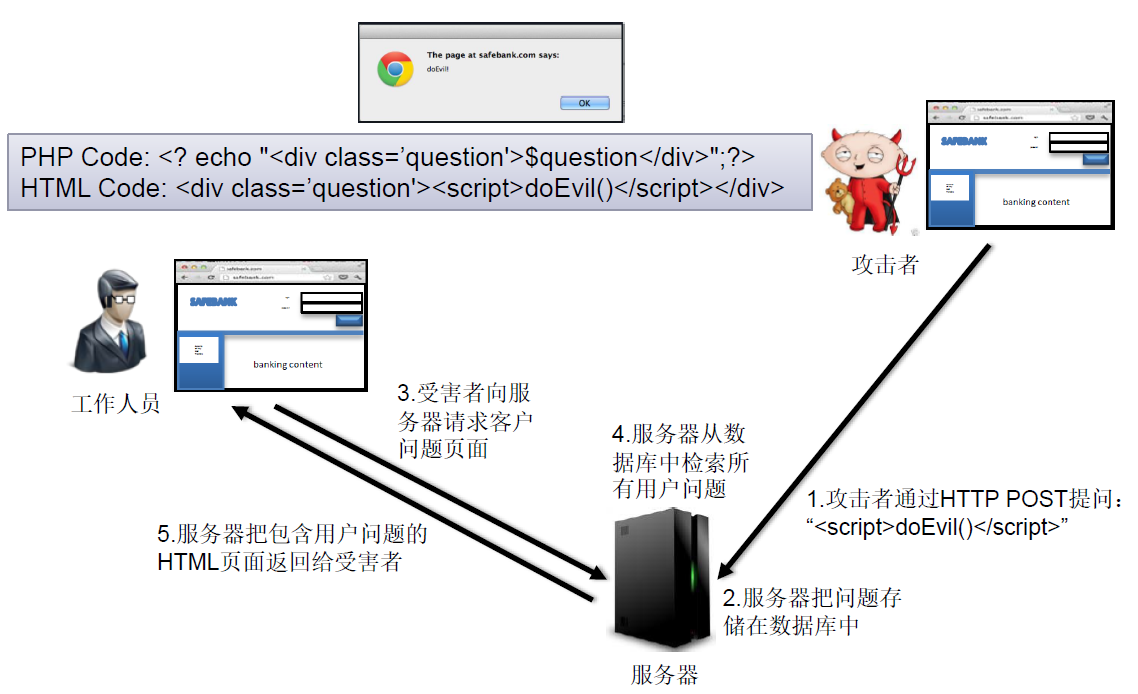 The page at safebank.com says:
doEvil!
OK
PHP Code: <? echo "<div class=’question'>$question</div>";?>
HTML Code: <div class=’question'><script>doEvil()</script></div>
safebank.com
safebank.com
SAFEBANK
banking content
攻击者
safebank.com
safebank.com
SAFEBANK
banking content
工作人员
3.受害者向服
务器请求客户
问题页面
4.服务器从数
据库中检索所
有用户问题
1.攻击者通过HTTP POST提问：
“<script>doEvil()</script>”
5.服务器把包含用户问题的
HTML页面返回给受害者
2.服务器把问题存
储在数据库中
服务器